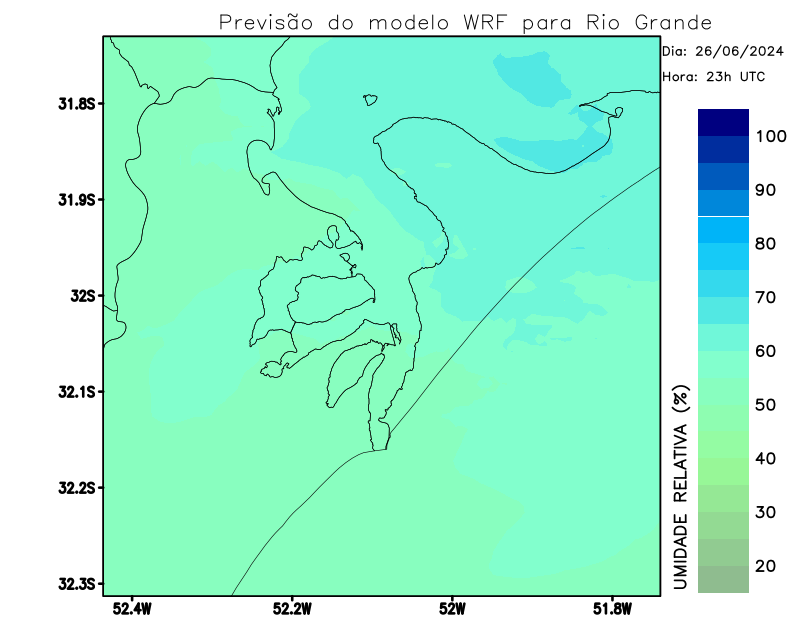 Previsão do modelo WRF para Rio Grande
Dia: 26/06/2024
Hora: 23h UTC
31.8S
31.9S
32S
32.1S
32.2S
32.3S
52.4W
52.2W
52W
51.8W
100
90
80
70
60
50
40
30
20
UMIDADE RELATIVA (%)